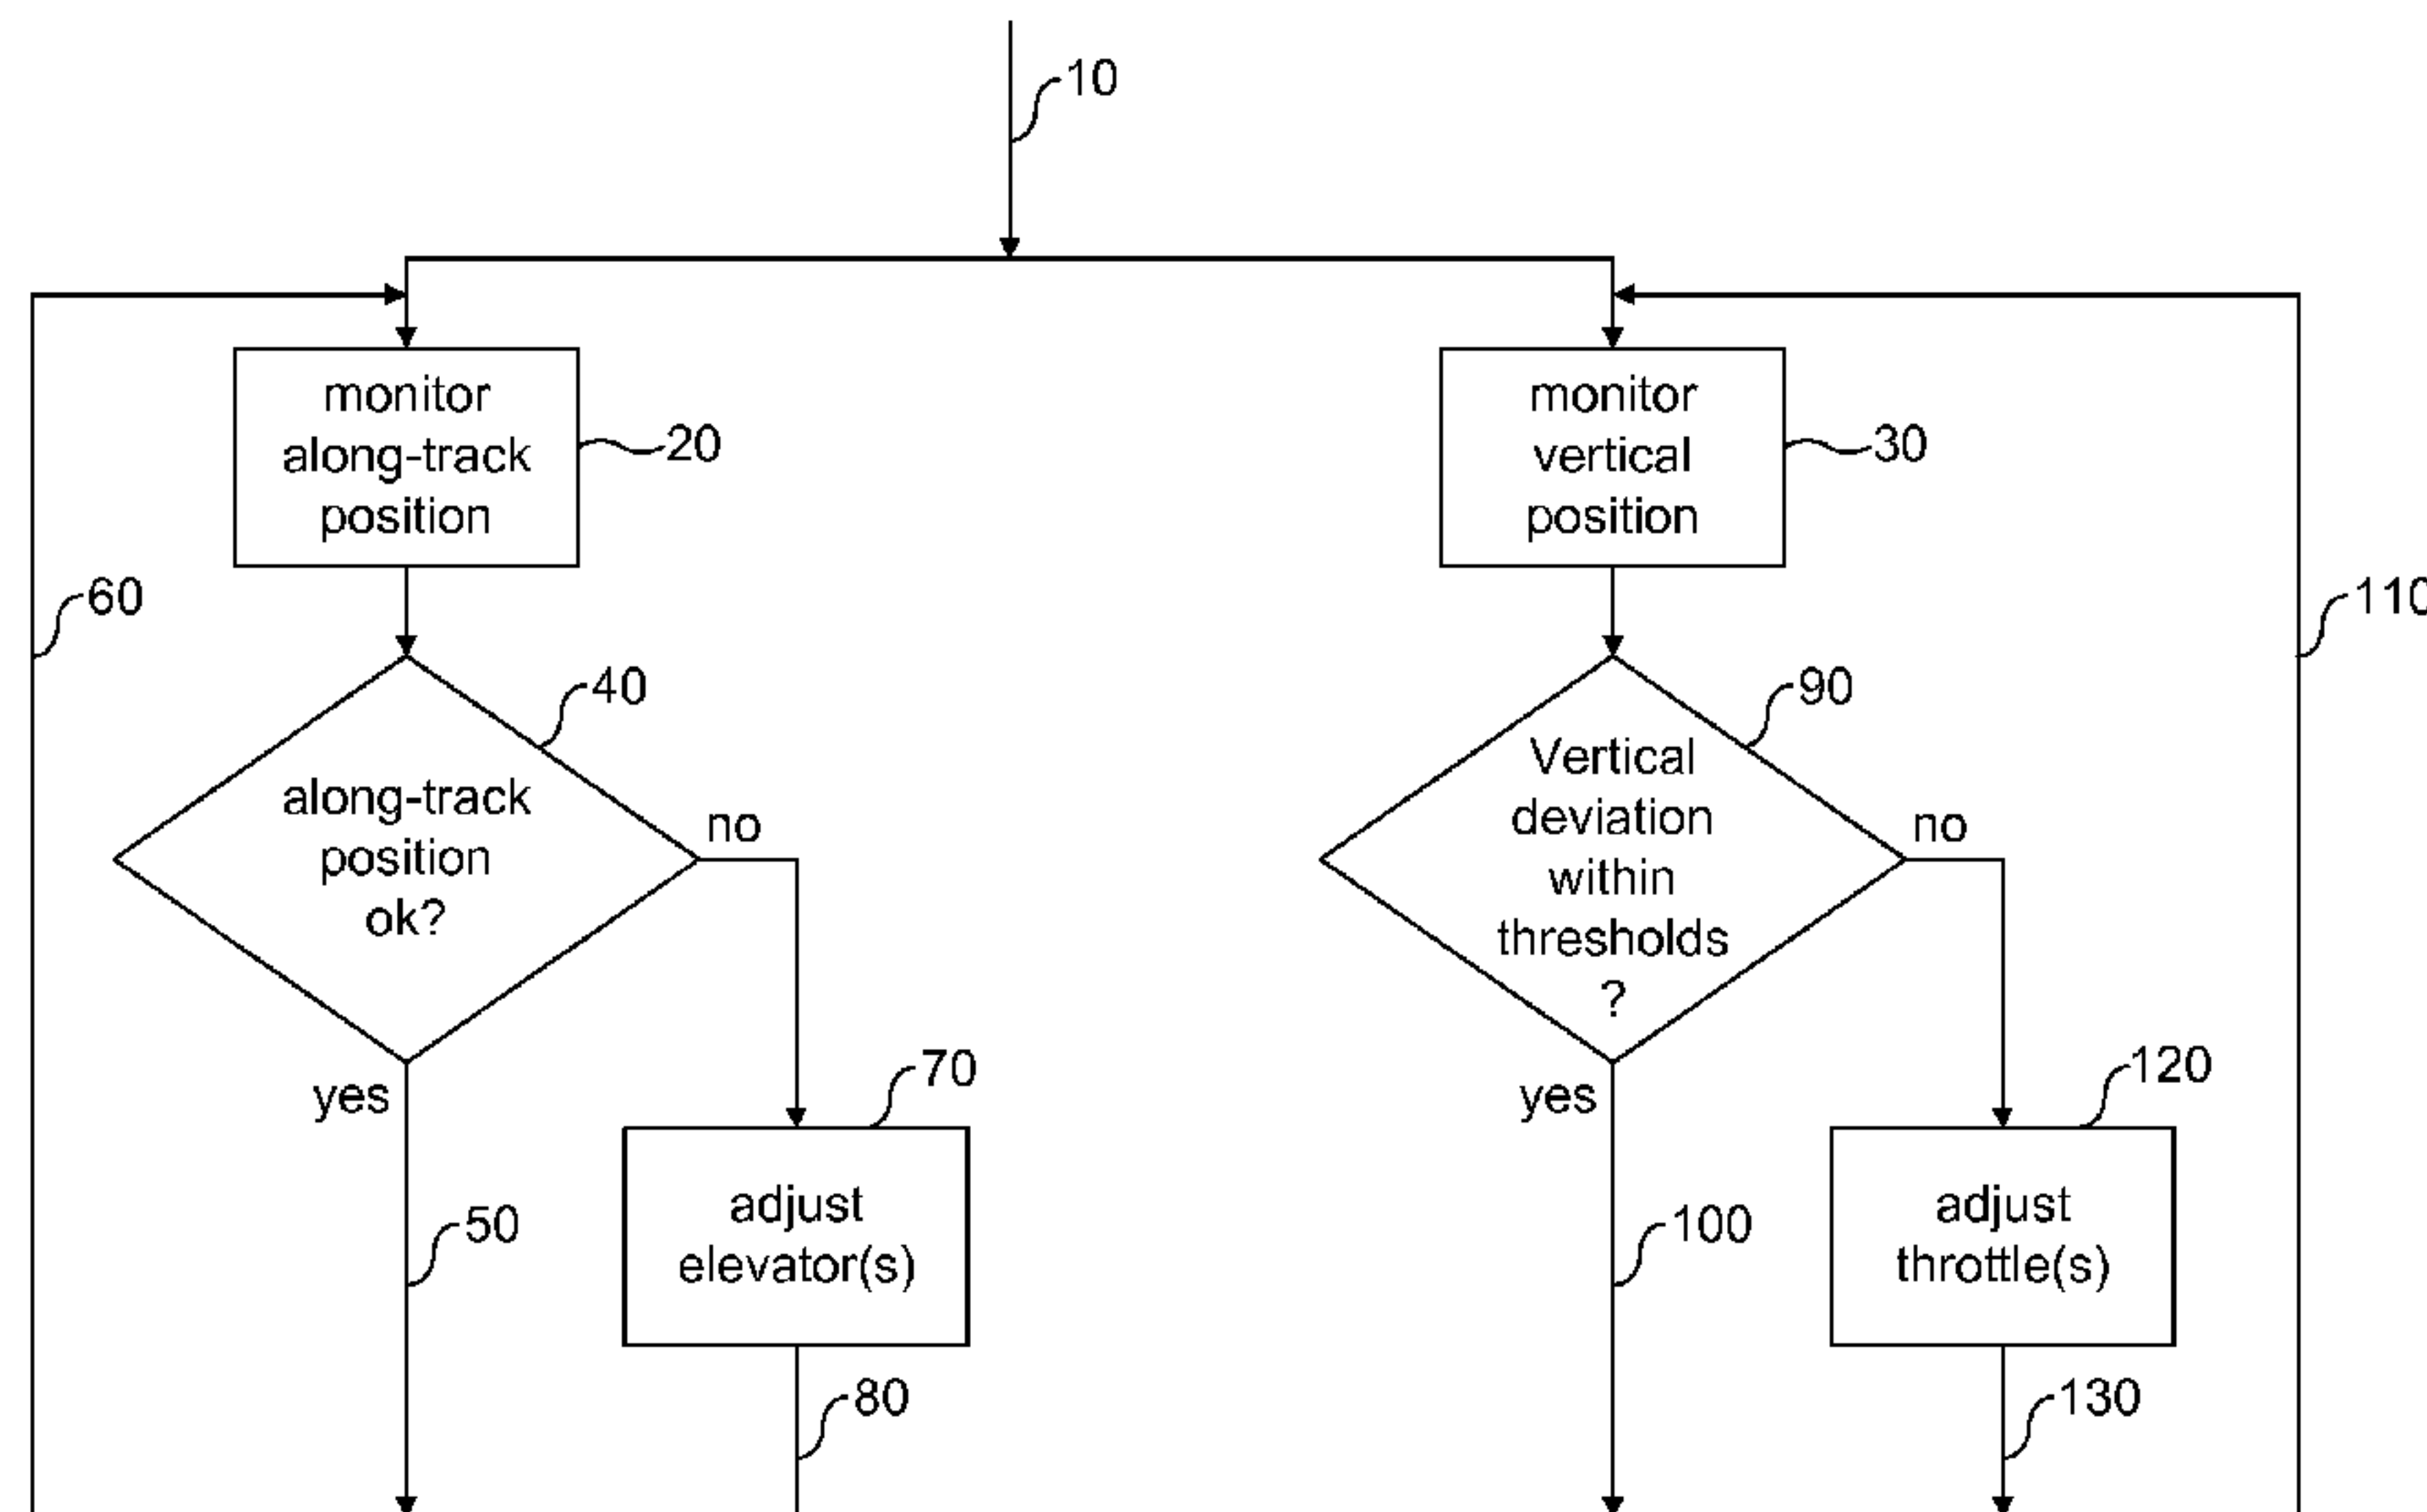 10
monitor
along-track
position
20
monitor
vertical
position
30
60
110
40
along-track
position
ok?
no
yes
90
Vertical
deviation
within
thresholds
?
no
yes
70
adjust
elevator(s)
50
80
120
adjust
throttle(s)
100
130